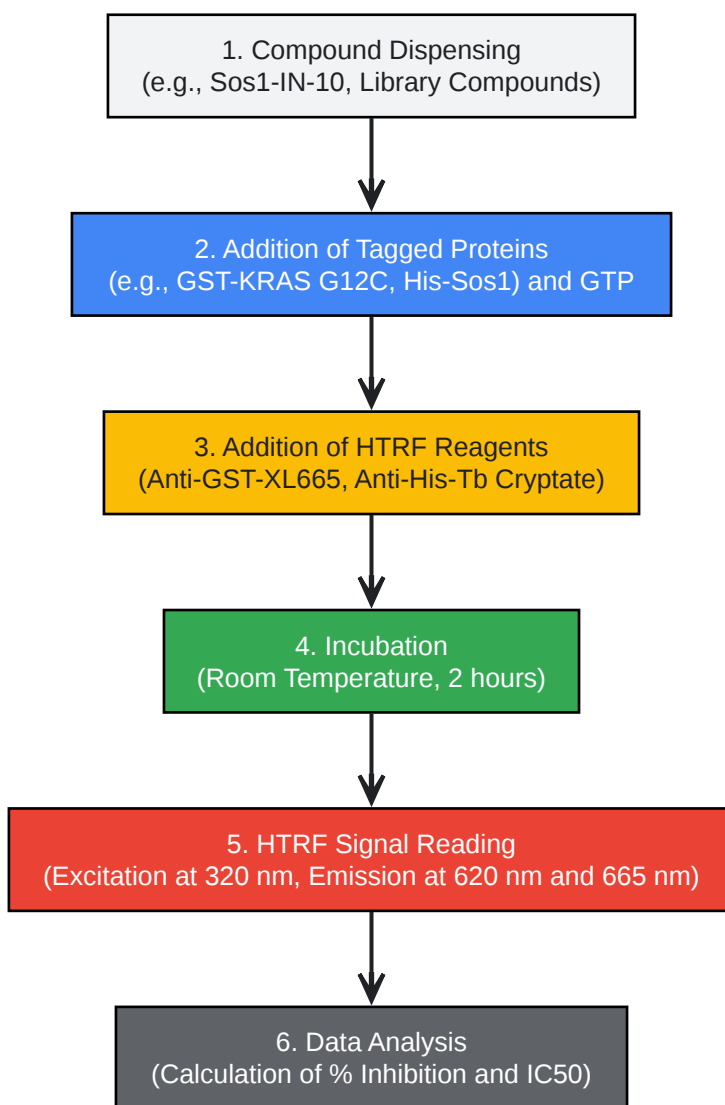 1. Compound Dispensing
(e.g., Sos1-IN-10, Library Compounds)
2. Addition of Tagged Proteins
(e.g., GST-KRAS G12C, His-Sos1) and GTP
3. Addition of HTRF Reagents
(Anti-GST-XL665, Anti-His-Tb Cryptate)
4. Incubation
(Room Temperature, 2 hours)
5. HTRF Signal Reading
(Excitation at 320 nm, Emission at 620 nm and 665 nm)
6. Data Analysis
(Calculation of % Inhibition and IC50)